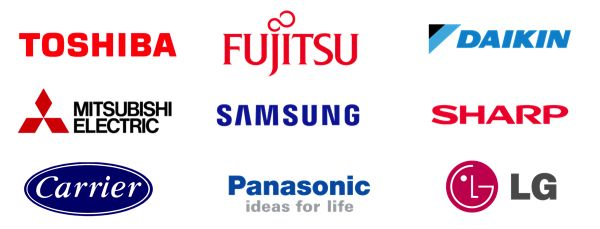 TOSHIBA
FUJITSU
DAIKIN
MITSUBISHI
ELECTRIC
SAMSUNG
SHARP
Carrier
Panasonic
ideas for life
LG